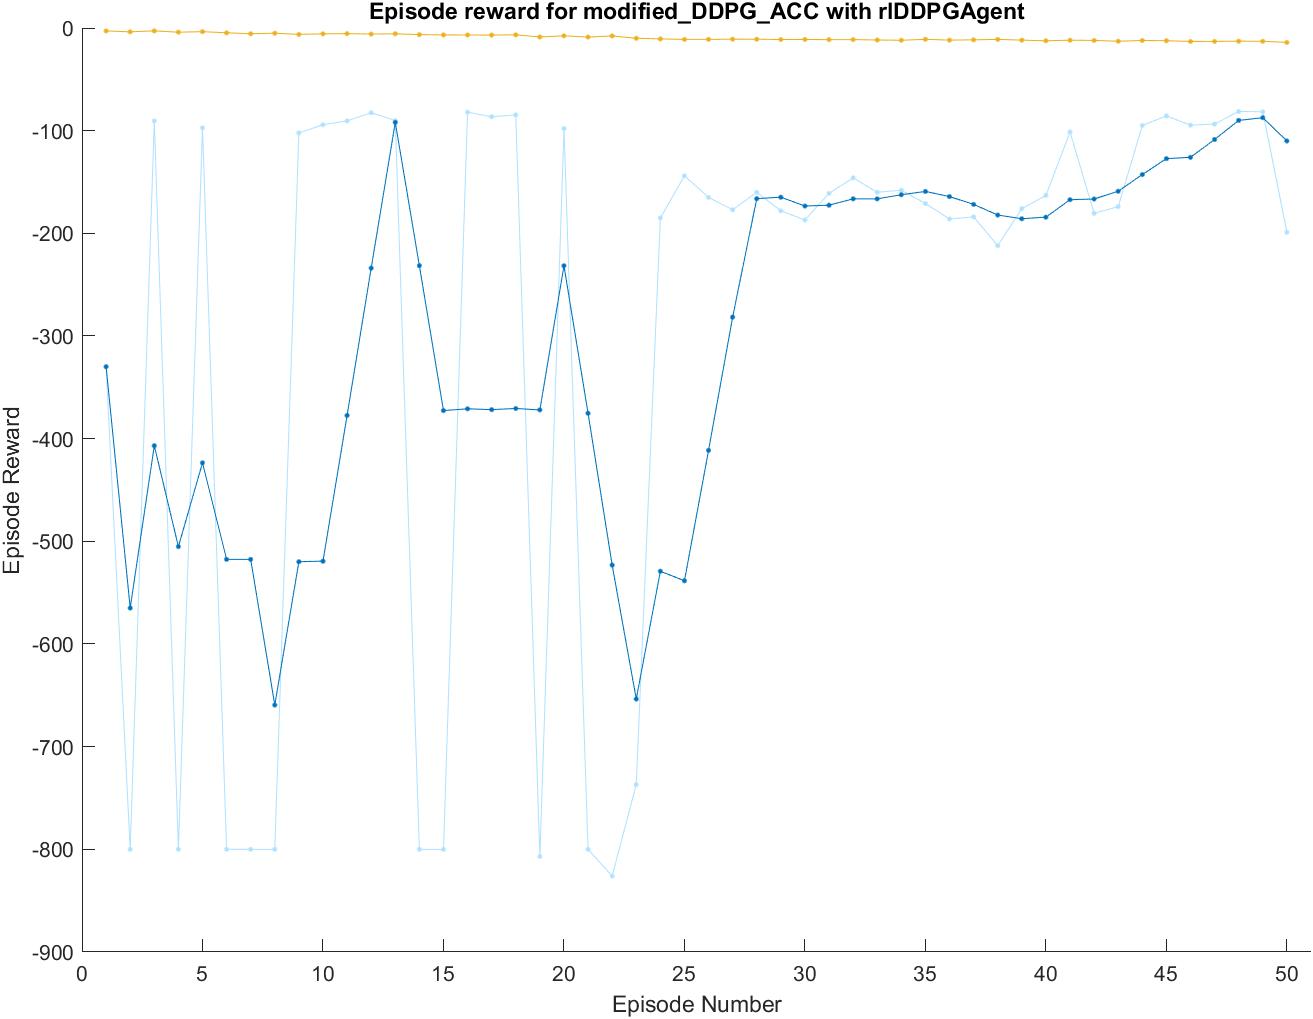 Episode reward for modified_DDPG_ACC with rlDDPGAgent
0
-100
-200
-300
-400
-500
-600
-700
-800
-900
Episode Reward
0 5 10 15 20 25 30 35 40 45 50
Episode Number